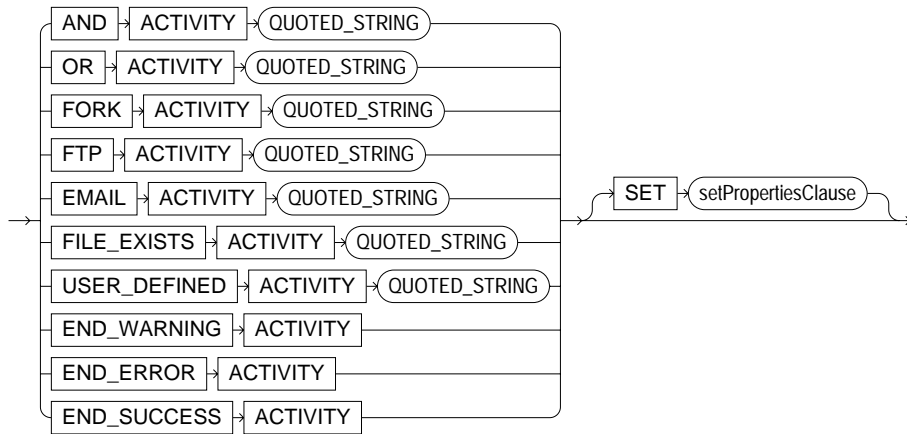 AND ACTIVITY QUOTED_STRING
OR ACTIVITY QUOTED_STRING
FORK ACTIVITY QUOTED_STRING
FTP ACTIVITY QUOTED_STRING
EMAIL ACTIVITY QUOTED_STRING
SET setPropertiesClause
FILE_EXISTS ACTIVITY QUOTED_STRING
USER_DEFINED ACTIVITY QUOTED_STRING
END_WARNING ACTIVITY
END_ERROR ACTIVITY
END_SUCCESS ACTIVITY